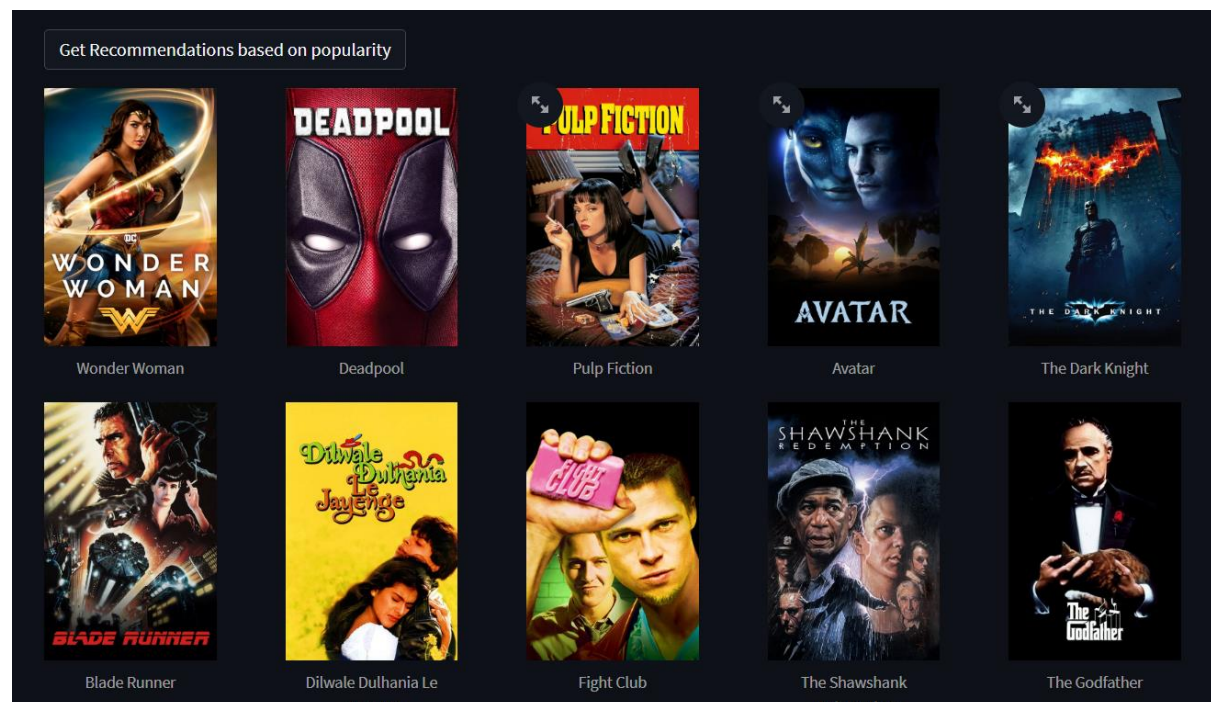 Get Recommendations based on popularity
DC
WONDER
WOMAN
DEADPOOL
PULP FICTION
AVATAR
THE DARK KNIGHT
Wonder Woman
Deadpool
Pulp Fiction
Avatar
The Dark Knight
BLADE RUNNER
Dilwale
Dulhania
Le
Jayenge
FIGHT
CLUB
THE
SHAWSHANK
REDEMPTION
The
Godfather
Blade Runner
Dilwale Dulhania Le
Fight Club
The Shawshank
The Godfather